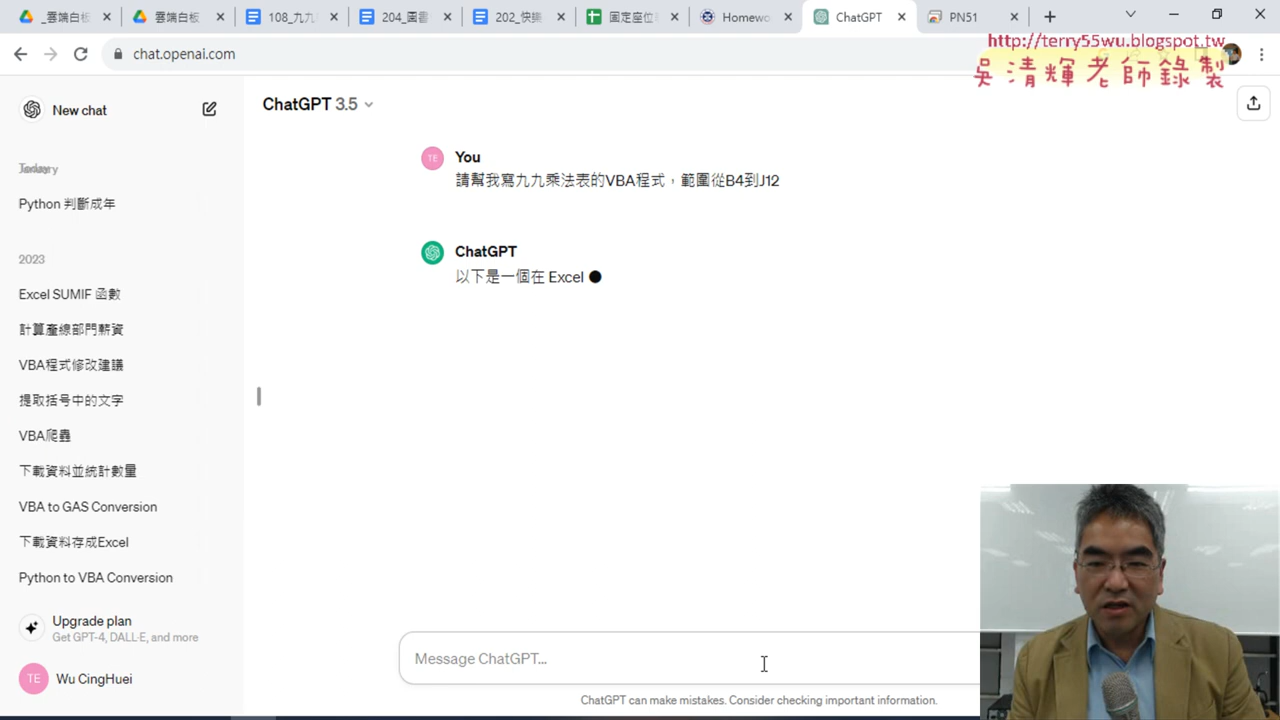 _雲端白板
雲端白板
108_九九
204_圖書
202_快樂
固定座位
Homewo
ChatGPT
PN51
chat.openai.com
http://terry55wu.blogspot.tw
吳清輝老師錄製
New chat
ChatGPT 3.5
Python 判斷成年
2023
Excel SUMIF 函數
計算產線部門薪資
VBA程式修改建議
提取括号中的文字
VBA爬蟲
下載資料並統計數量
VBA to GAS Conversion
下載資料存成Excel
Python to VBA Conversion
Upgrade plan
Get GPT-4, DALL·E, and more
TE
Wu CingHuei
TE
You
請幫我寫九九乘法表的VBA程式，範圍從B4到J12
ChatGPT
以下是一個在 Excel
Message ChatGPT...
ChatGPT can make mistakes. Consider checking important information.